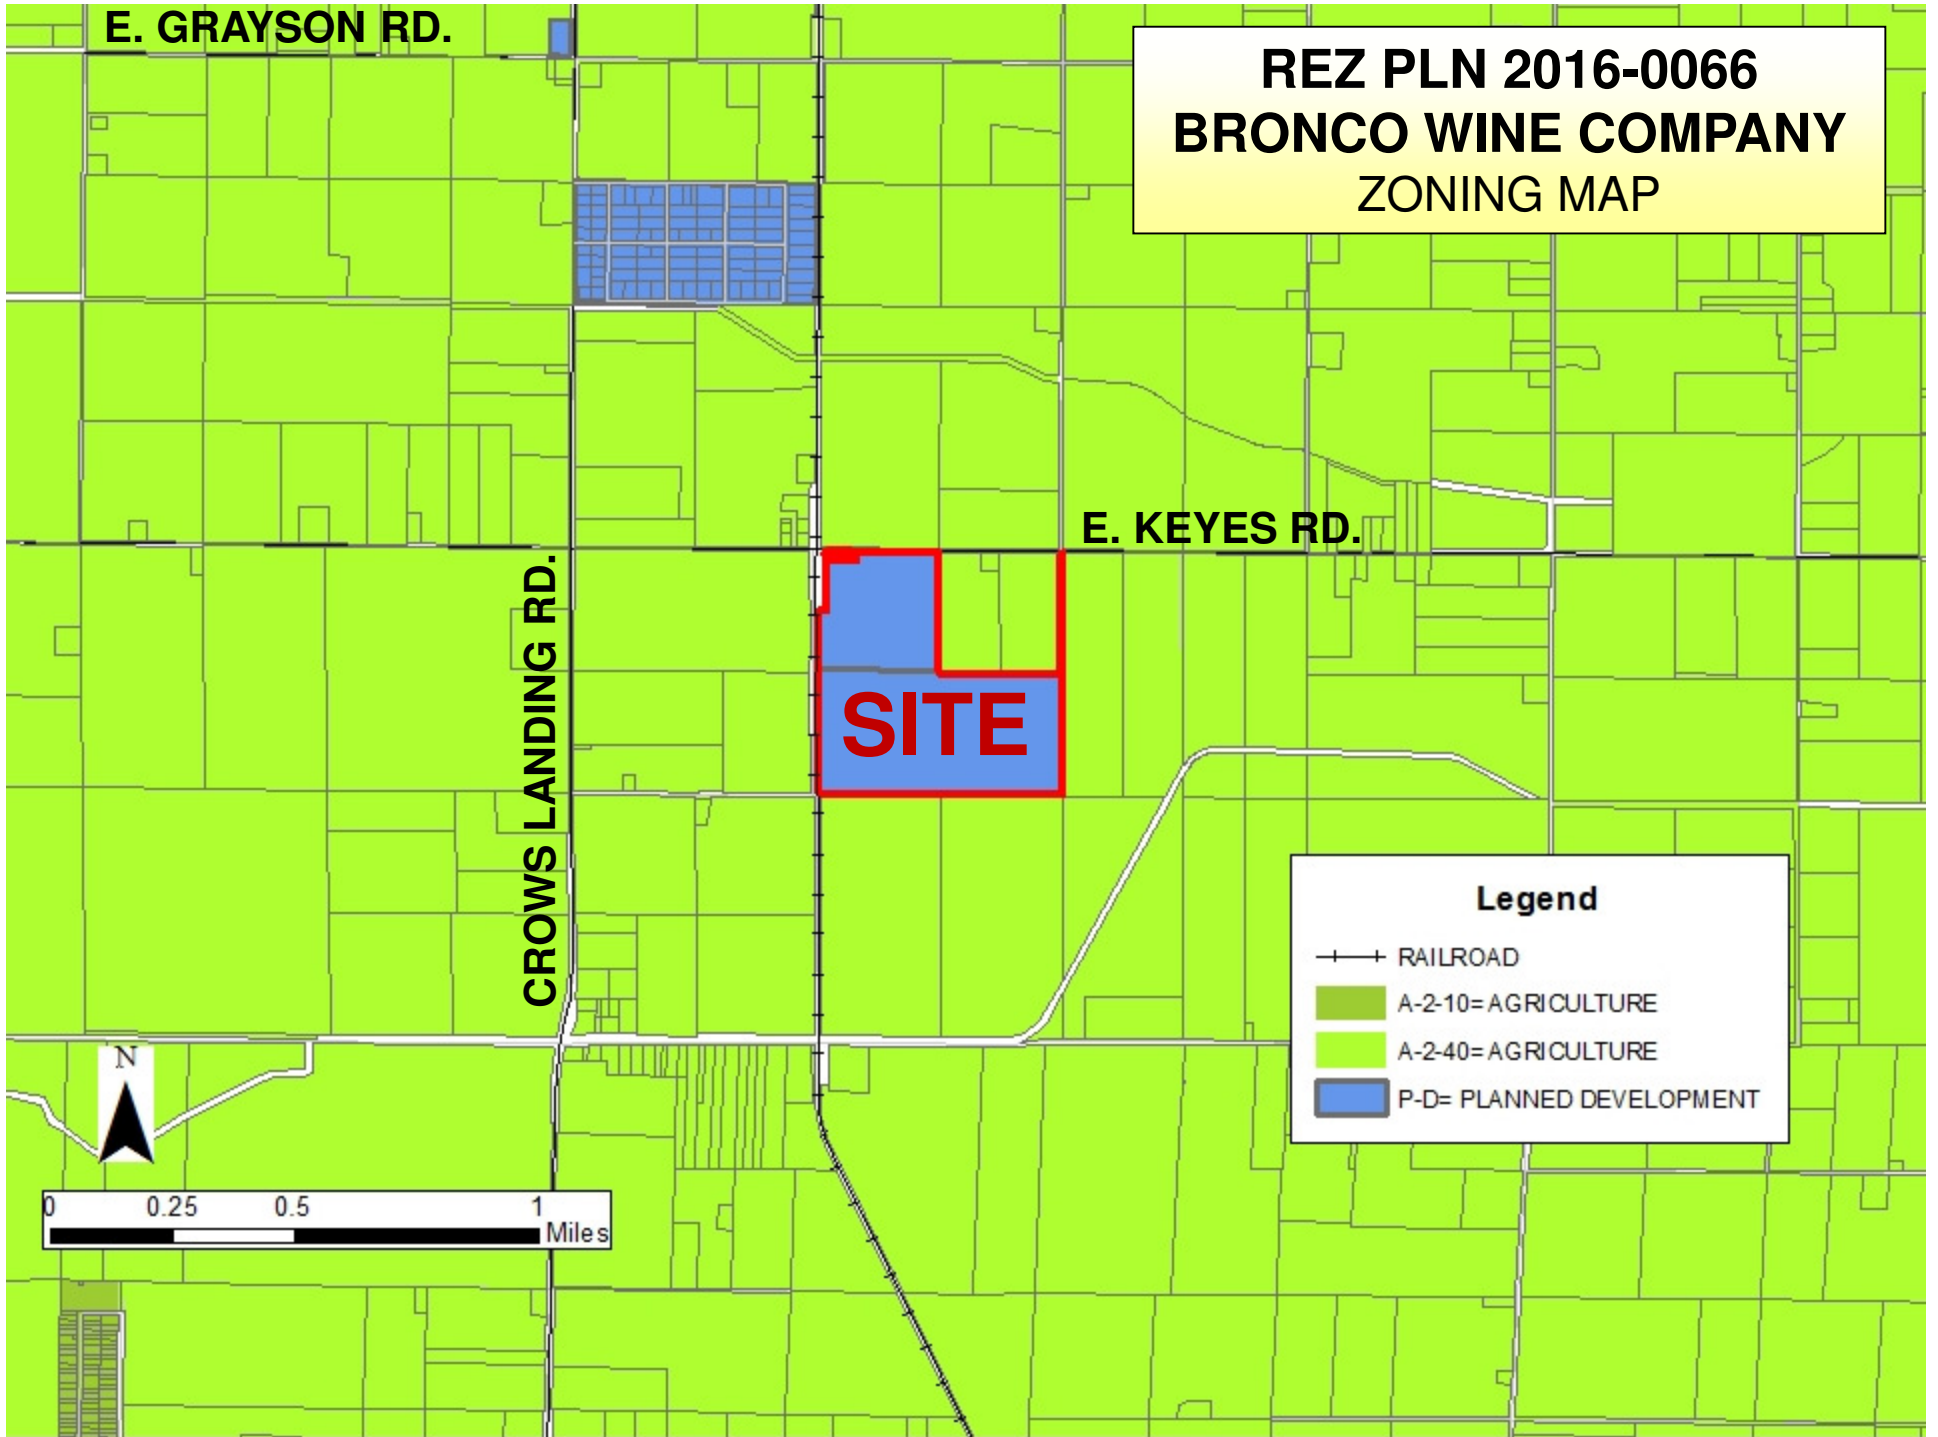 E. GRAYSON RD.
REZ PLN 2016-0066
BRONCO WINE COMPANY
ZONING MAP
E. KEYES RD.
CROWS LANDING RD.
SITE
Legend
RAILROAD
A-2-10= AGRICULTURE
A-2-40= AGRICULTURE
P-D= PLANNED DEVELOPMENT
N
0 0.25 0.5 1
Miles